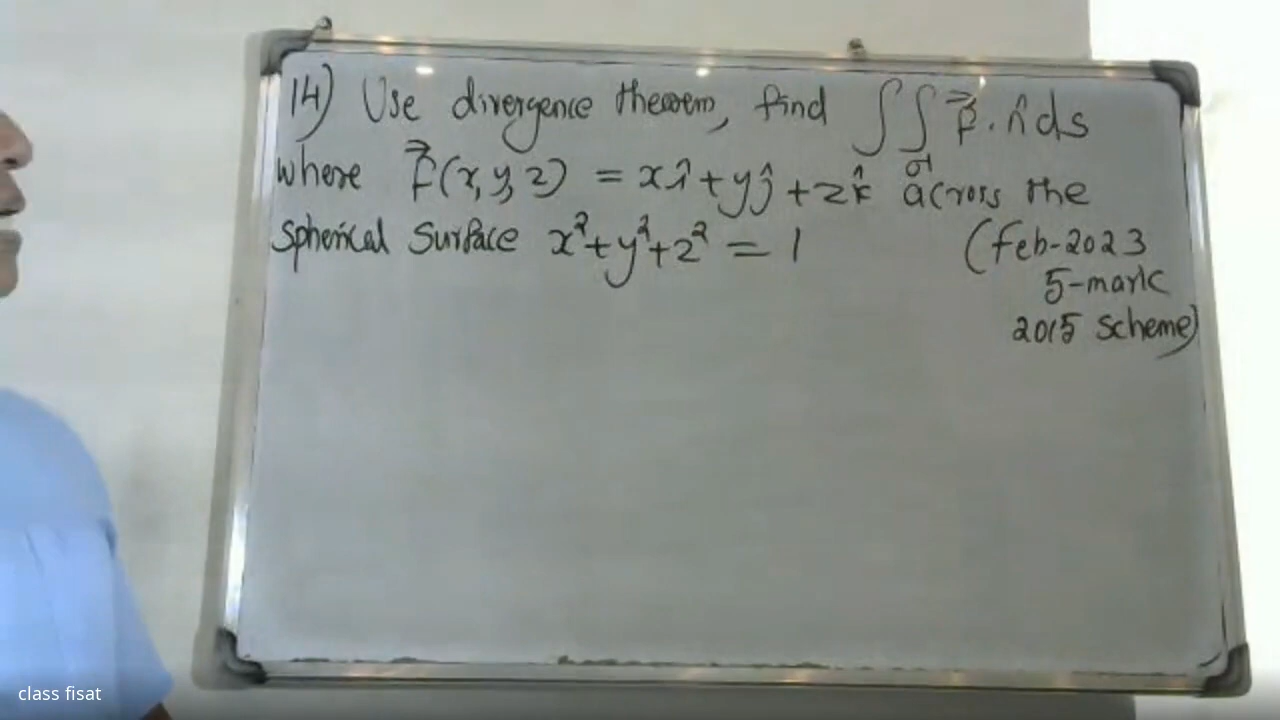 14) Use divergence theorem, find ∫∫σ F⃗ . n̂ ds
where F⃗(x, y, z) = x î + y ĵ + z k̂ across the
Spherical Surface x² + y² + z² = 1 (Feb-2023
5-mark
2015 Scheme)
class fisat